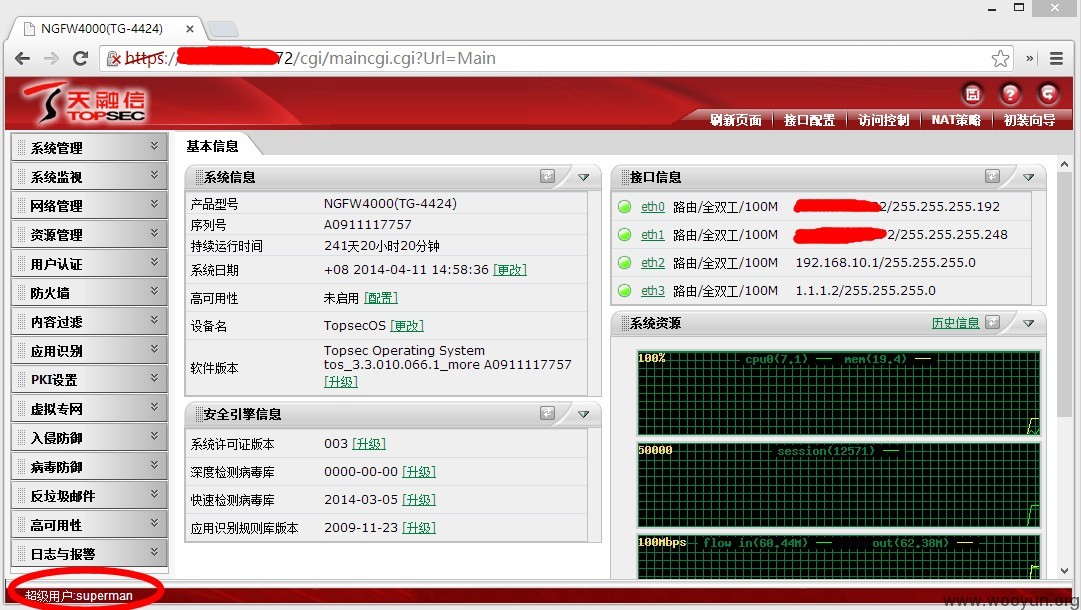 NGFW4000(TG-4424)
https:/ 72/cgi/maincgi.cgi?Url=Main
天融信
TOPSEC
刷新页面 接口配置 访问控制 NAT策略 初装向导
系统管理
系统监视
网络管理
资源管理
用户认证
防火墙
内容过滤
应用识别
PKI设置
虚拟专网
入侵防御
病毒防御
反垃圾邮件
高可用性
日志与报警
基本信息
系统信息
产品型号 NGFW4000(TG-4424)
序列号 A0911117757
持续运行时间 241天20小时20分钟
系统日期 +08 2014-04-11 14:58:36 [更改]
高可用性 未启用 [配置]
设备名 TopsecOS [更改]
软件版本 Topsec Operating System
tos_3.3.010.066.1_more A0911117757
[升级]
安全引擎信息
系统许可证版本 003 [升级]
深度检测病毒库 0000-00-00 [升级]
快速检测病毒库 2014-03-05 [升级]
应用识别规则库版本 2009-11-23 [升级]
接口信息
eth0 路由/全双工/100M 2/255.255.255.192
eth1 路由/全双工/100M 2/255.255.255.248
eth2 路由/全双工/100M 192.168.10.1/255.255.255.0
eth3 路由/全双工/100M 1.1.1.2/255.255.255.0
系统资源 历史信息
100% cpu0(7.1) mem(19.4)
50000 session(12571)
100Mbps flow in(60.44M) out(62.38M)
超级用户:superman
www.wooyun.org